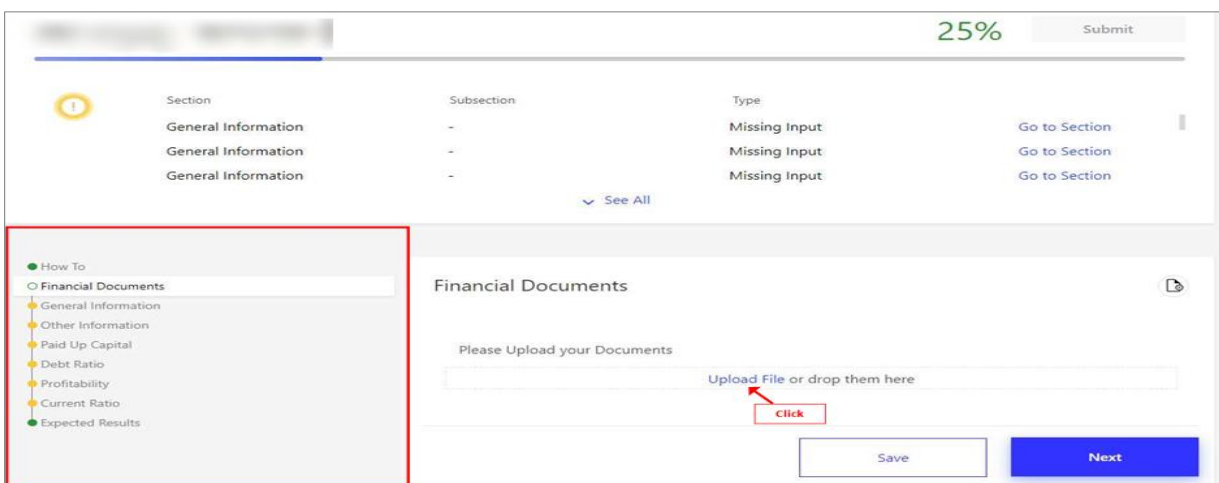 25% Submit
Section Subsection Type
General Information - Missing Input Go to Section
General Information - Missing Input Go to Section
General Information - Missing Input Go to Section
See All
How To
Financial Documents
General Information
Other Information
Paid Up Capital
Debt Ratio
Profitability
Current Ratio
Expected Results
Financial Documents
Please Upload your Documents
Upload File or drop them here
Click
Save Next